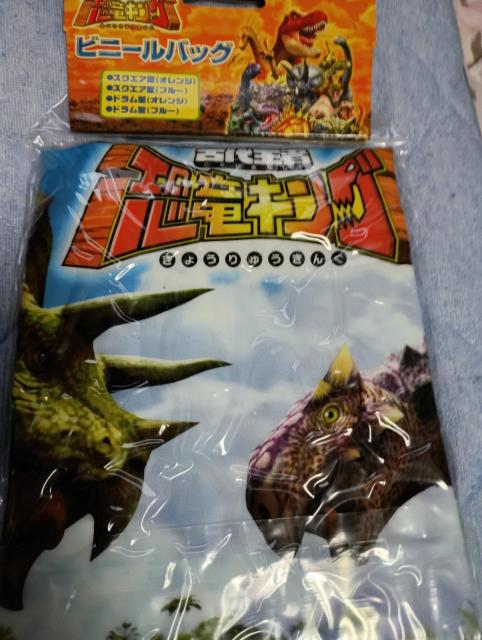 恐竜キング
ビニールバッグ
●スクエア型(オレンジ)
●スクエア型(ブルー)
●ドラム型(オレンジ)
●ドラム型(ブルー)
古代王者
恐竜キング
きょうりゅうきんぐ